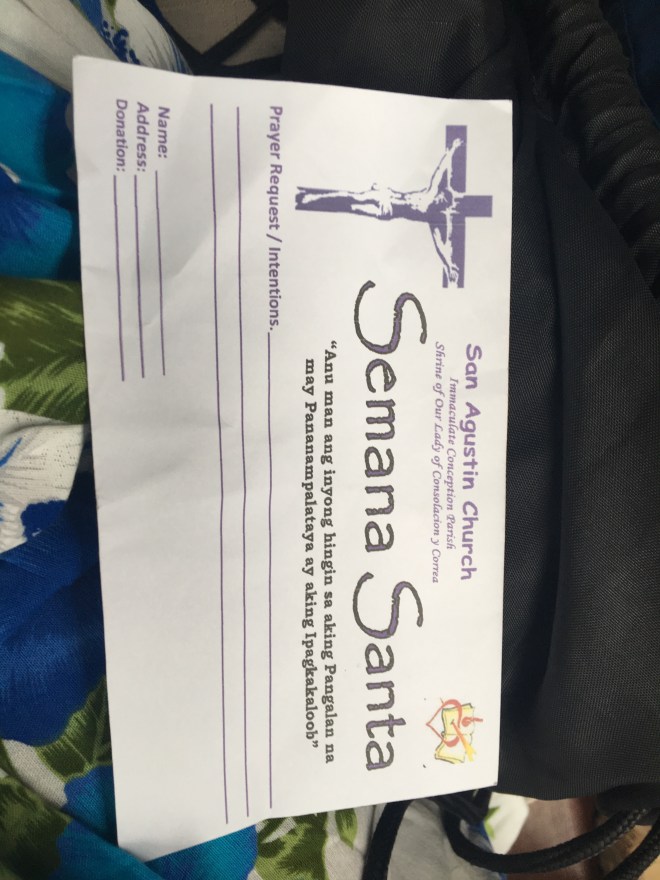 San Agustin Church
Immaculate Conception Parish
Shrine of Our Lady of Consolacion y Correa
Semana Santa
“Anu man ang inyong hingin sa aking Pangalan na
may Pananampalataya ay aking Ipagkakaloob”
Prayer Request / Intentions.
Name:
Address:
Donation: